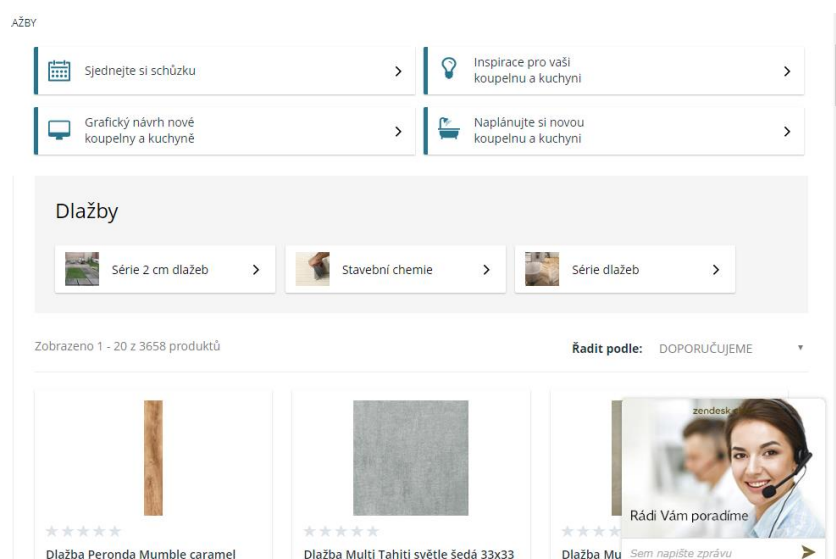 AŽBY
Sjednejte si schůzku
Inspirace pro vaši
koupelnu a kuchyni
Grafický návrh nové
koupelny a kuchyně
Naplánujte si novou
koupelnu a kuchyni
Dlažby
Série 2 cm dlažeb
Stavební chemie
Série dlažeb
Zobrazeno 1 - 20 z 3658 produktů
Řadit podle: DOPORUČUJEME
zendesk
Rádi Vám poradíme
Sem napište zprávu
Dlažba Peronda Mumble caramel
Dlažba Multi Tahiti světle šedá 33x33
Dlažba Mu